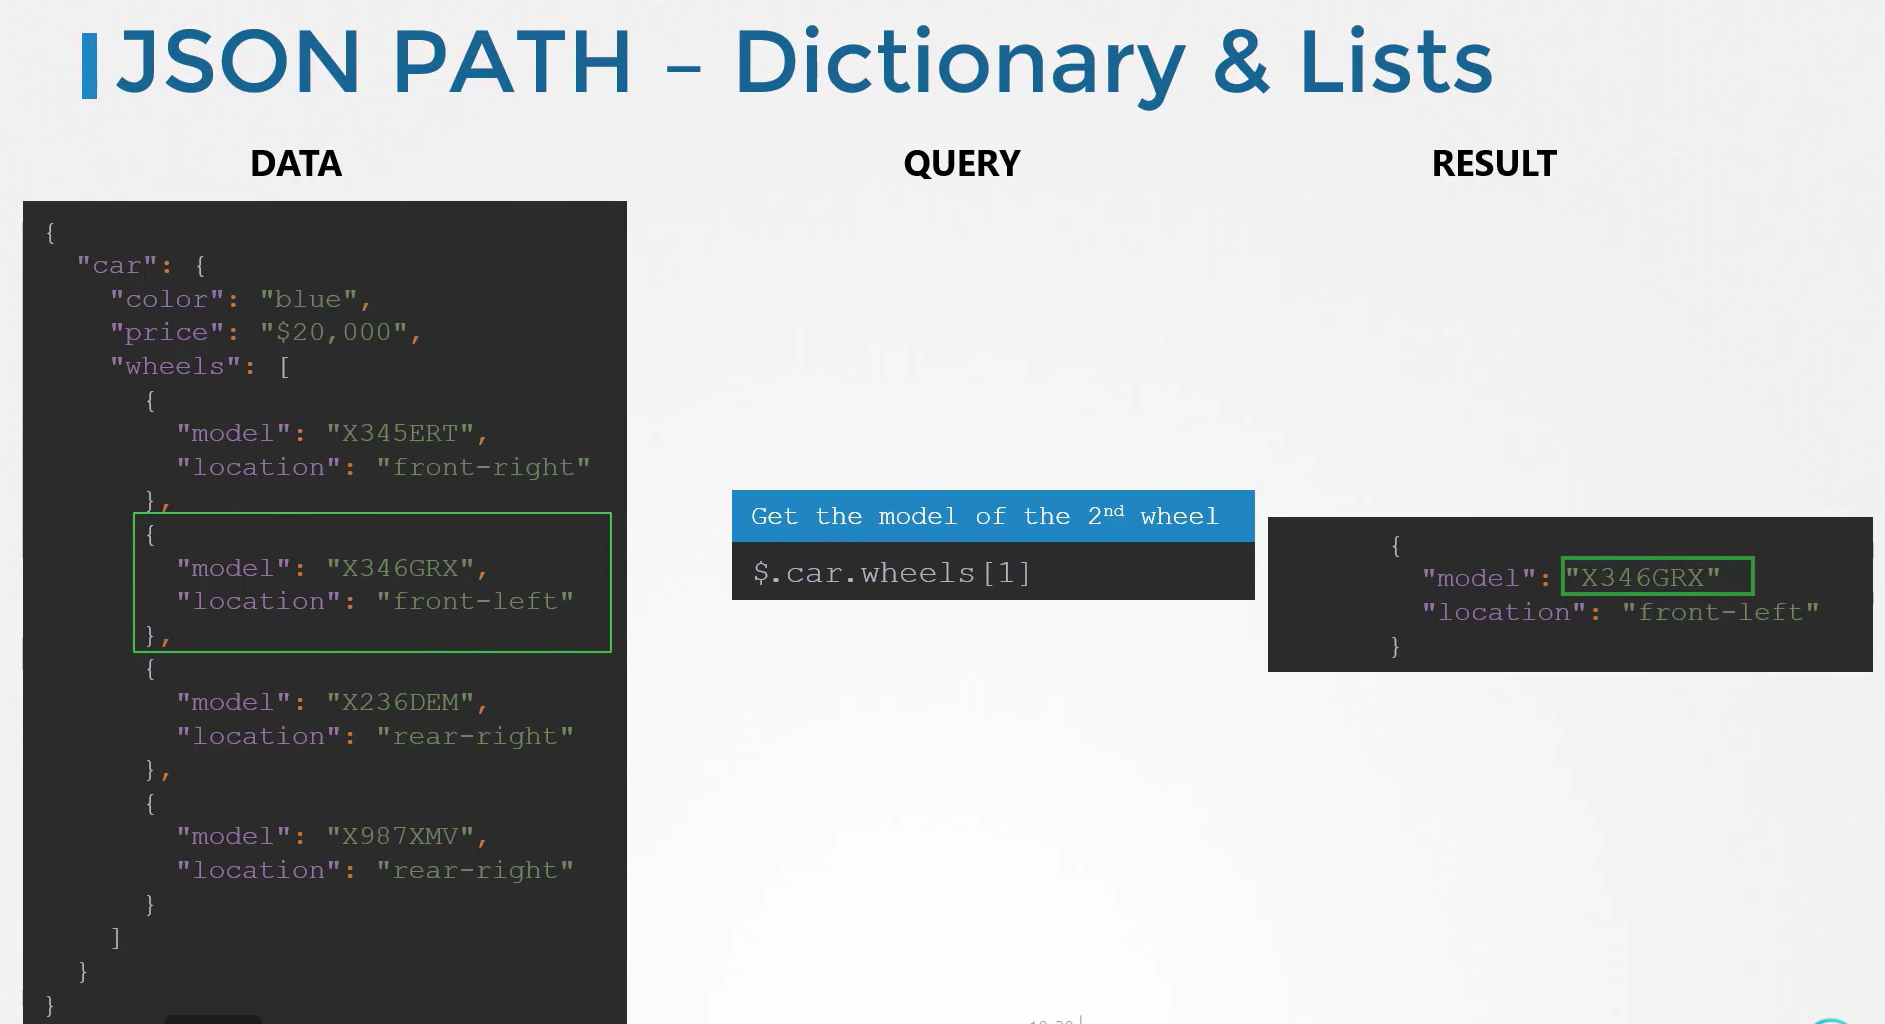 JSON PATH – Dictionary & Lists
DATA
QUERY
RESULT
{
"car": {
"color": "blue",
"price": "$20,000",
"wheels": [
{
"model": "X345ERT",
"location": "front-right"
},
{
"model": "X346GRX",
"location": "front-left"
},
{
"model": "X236DEM",
"location": "rear-right"
},
{
"model": "X987XMV",
"location": "rear-right"
}
]
}
}
Get the model of the 2nd wheel
$.car.wheels[1]
{
"model": "X346GRX"
"location": "front-left"
}